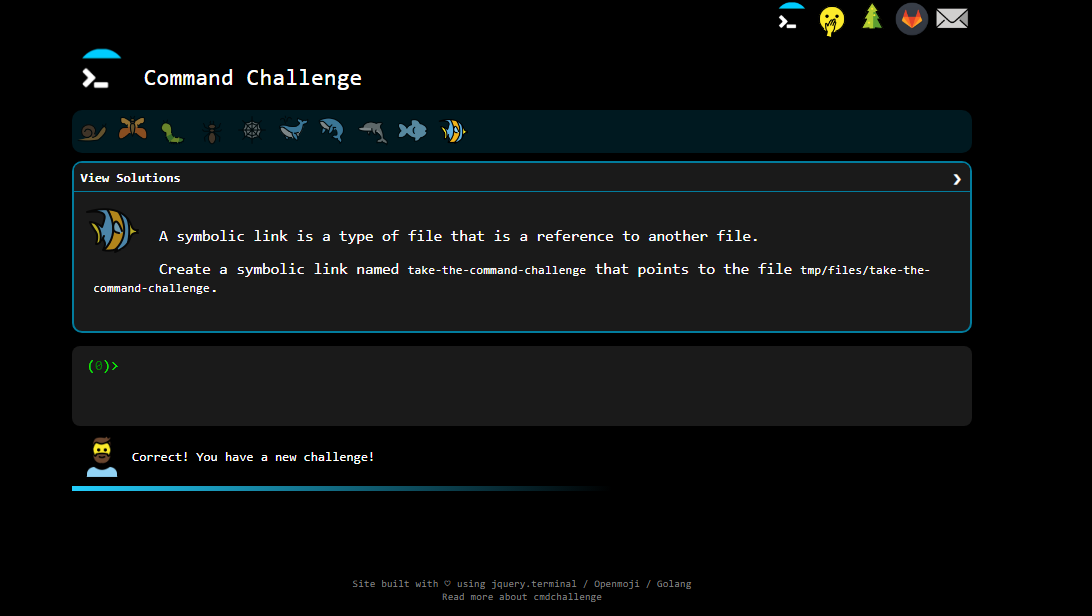 Command Challenge
View Solutions
A symbolic link is a type of file that is a reference to another file.
Create a symbolic link named take-the-command-challenge that points to the file tmp/files/take-the-
command-challenge.
(0)>
Correct! You have a new challenge!
Site built with ♡ using jquery.terminal / Openmoji / Golang
Read more about cmdchallenge